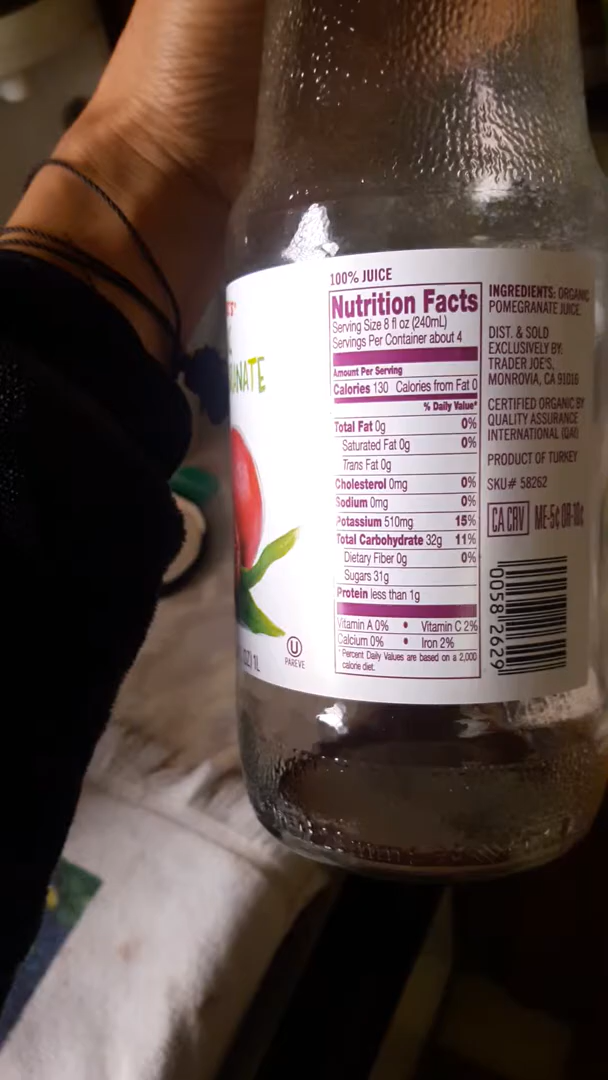 100% JUICE
Nutrition Facts
Serving Size 8 fl oz (240mL)
Servings Per Container about 4
Amount Per Serving
Calories 130 Calories from Fat 0
% Daily Value*
Total Fat 0g 0%
Saturated Fat 0g 0%
Trans Fat 0g
Cholesterol 0mg 0%
Sodium 0mg 0%
Potassium 510mg 15%
Total Carbohydrate 32g 11%
Dietary Fiber 0g 0%
Sugars 31g
Protein less than 1g
Vitamin A 0% • Vitamin C 2%
Calcium 0% • Iron 2%
* Percent Daily Values are based on a 2,000
calorie diet.
INGREDIENTS: ORGANIC
POMEGRANATE JUICE.
DIST. & SOLD
EXCLUSIVELY BY:
TRADER JOE'S,
MONROVIA, CA 91016
CERTIFIED ORGANIC BY
QUALITY ASSURANCE
INTERNATIONAL (QAI)
PRODUCT OF TURKEY
SKU# 58262
CA CRV ME-5¢ OR-10¢
0058 2629
U
PAREVE
1L